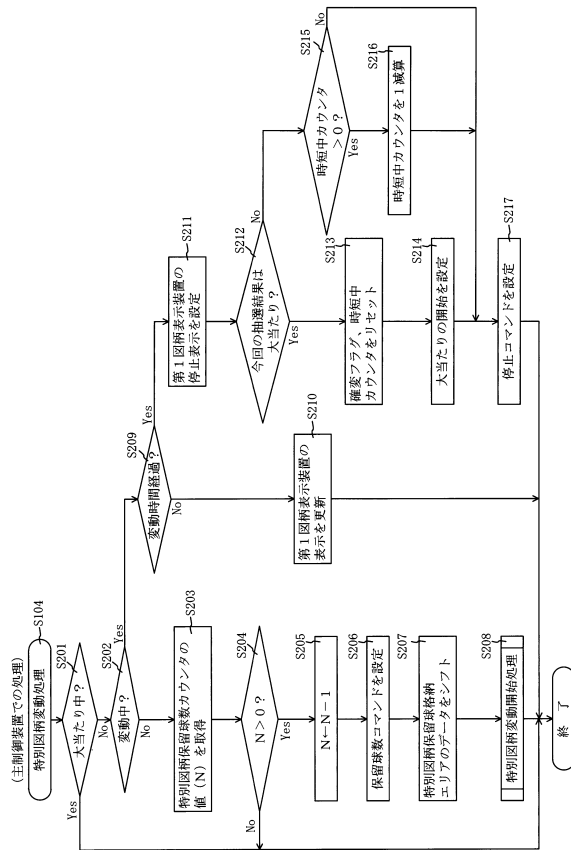 (主制御装置での処理)
特別図柄変動処理
S104
大当たり中?
S201
Yes
No
変動中?
S202
Yes
No
特別図柄保留球数カウンタの
値(N)を取得
S203
N>0?
S204
No
Yes
N←N-1
S205
保留球数コマンドを設定
S206
特別図柄保留球格納
エリアのデータをシフト
S207
特別図柄変動開始処理
S208
変動時間経過?
S209
Yes
No
第1図柄表示装置の
表示を更新
S210
第1図柄表示装置の
停止表示を設定
S211
今回の抽選結果は
大当たり?
S212
No
Yes
確変フラグ、時短中
カウンタをリセット
S213
大当たりの開始を設定
S214
時短中カウンタ
>0?
S215
No
Yes
時短中カウンタを1減算
S216
停止コマンドを設定
S217
終了